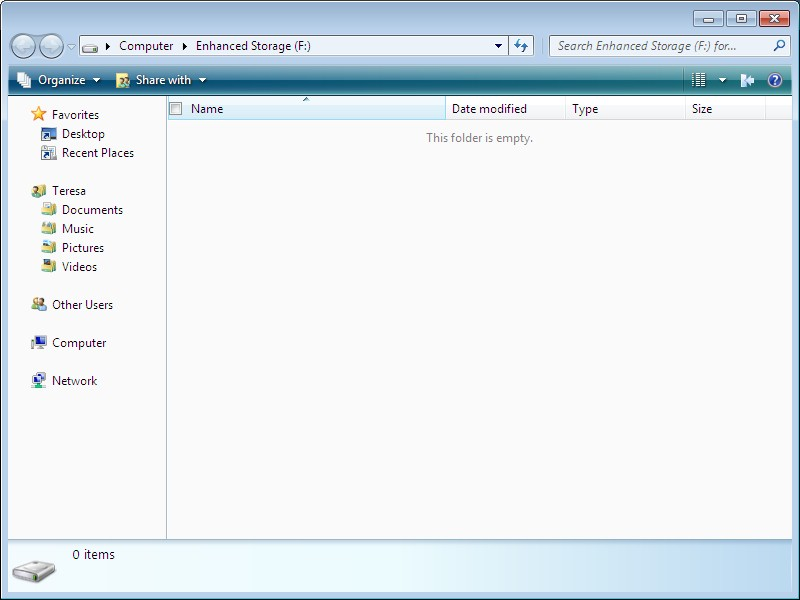 Computer
Enhanced Storage (F:)
Search Enhanced Storage (F:) for...
Organize
Share with
Favorites
Desktop
Recent Places
Teresa
Documents
Music
Pictures
Videos
Other Users
Computer
Network
Name
Date modified
Type
Size
This folder is empty.
0 items